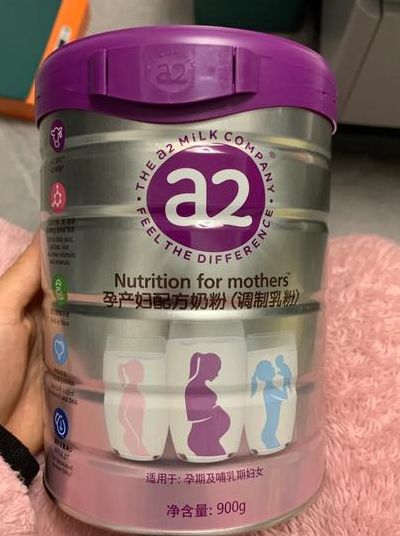 a2
THE a2 MiLK COMPANY
®
a2
FEEL THE DIFFERENCE
Nutrition for mothers™
孕产妇配方奶粉（调制乳粉）
适用于: 孕期及哺乳期妇女
净含量: 900g